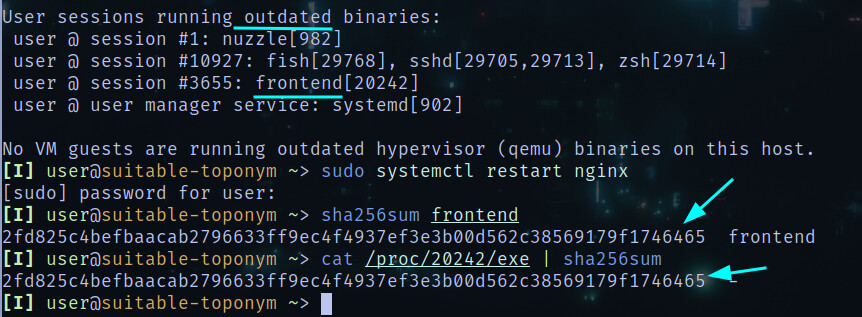 User sessions running outdated binaries:
 user @ session #1: nuzzle[982]
 user @ session #10927: fish[29768], sshd[29705,29713], zsh[29714]
 user @ session #3655: frontend[20242]
 user @ user manager service: systemd[902]

No VM guests are running outdated hypervisor (qemu) binaries on this host.
[I] user@suitable-toponym ~> sudo systemctl restart nginx
[sudo] password for user:
[I] user@suitable-toponym ~> sha256sum frontend
2fd825c4befbaacab2796633ff9ec4f4937ef3e3b00d562c38569179f1746465  frontend
[I] user@suitable-toponym ~> cat /proc/20242/exe | sha256sum
2fd825c4befbaacab2796633ff9ec4f4937ef3e3b00d562c38569179f1746465  -
[I] user@suitable-toponym ~>